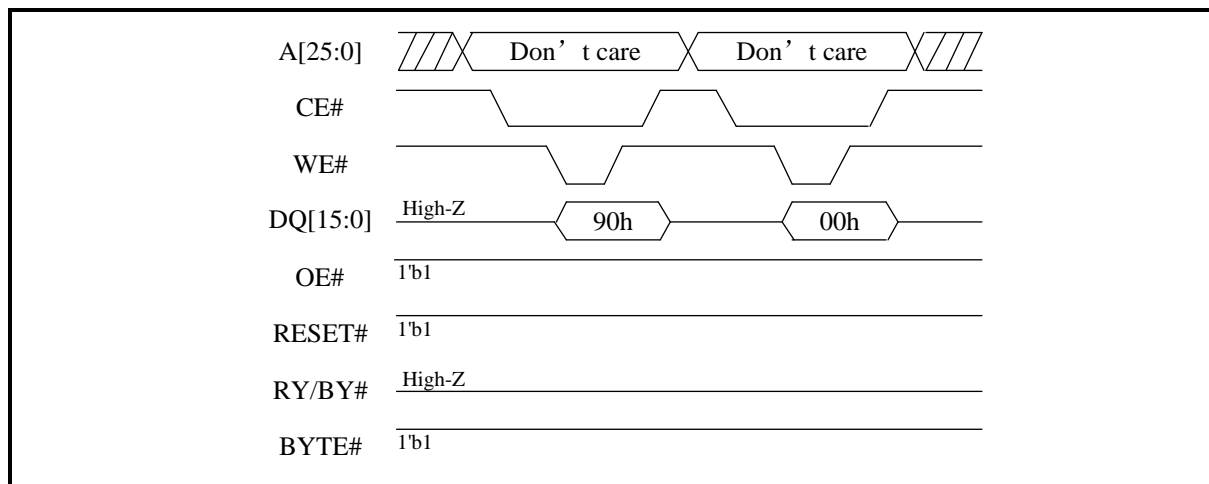 A[25:0] Don’t care Don’t care
CE#
WE#
DQ[15:0] High-Z 90h 00h
OE# 1'b1
RESET# 1'b1
RY/BY# High-Z
BYTE# 1'b1